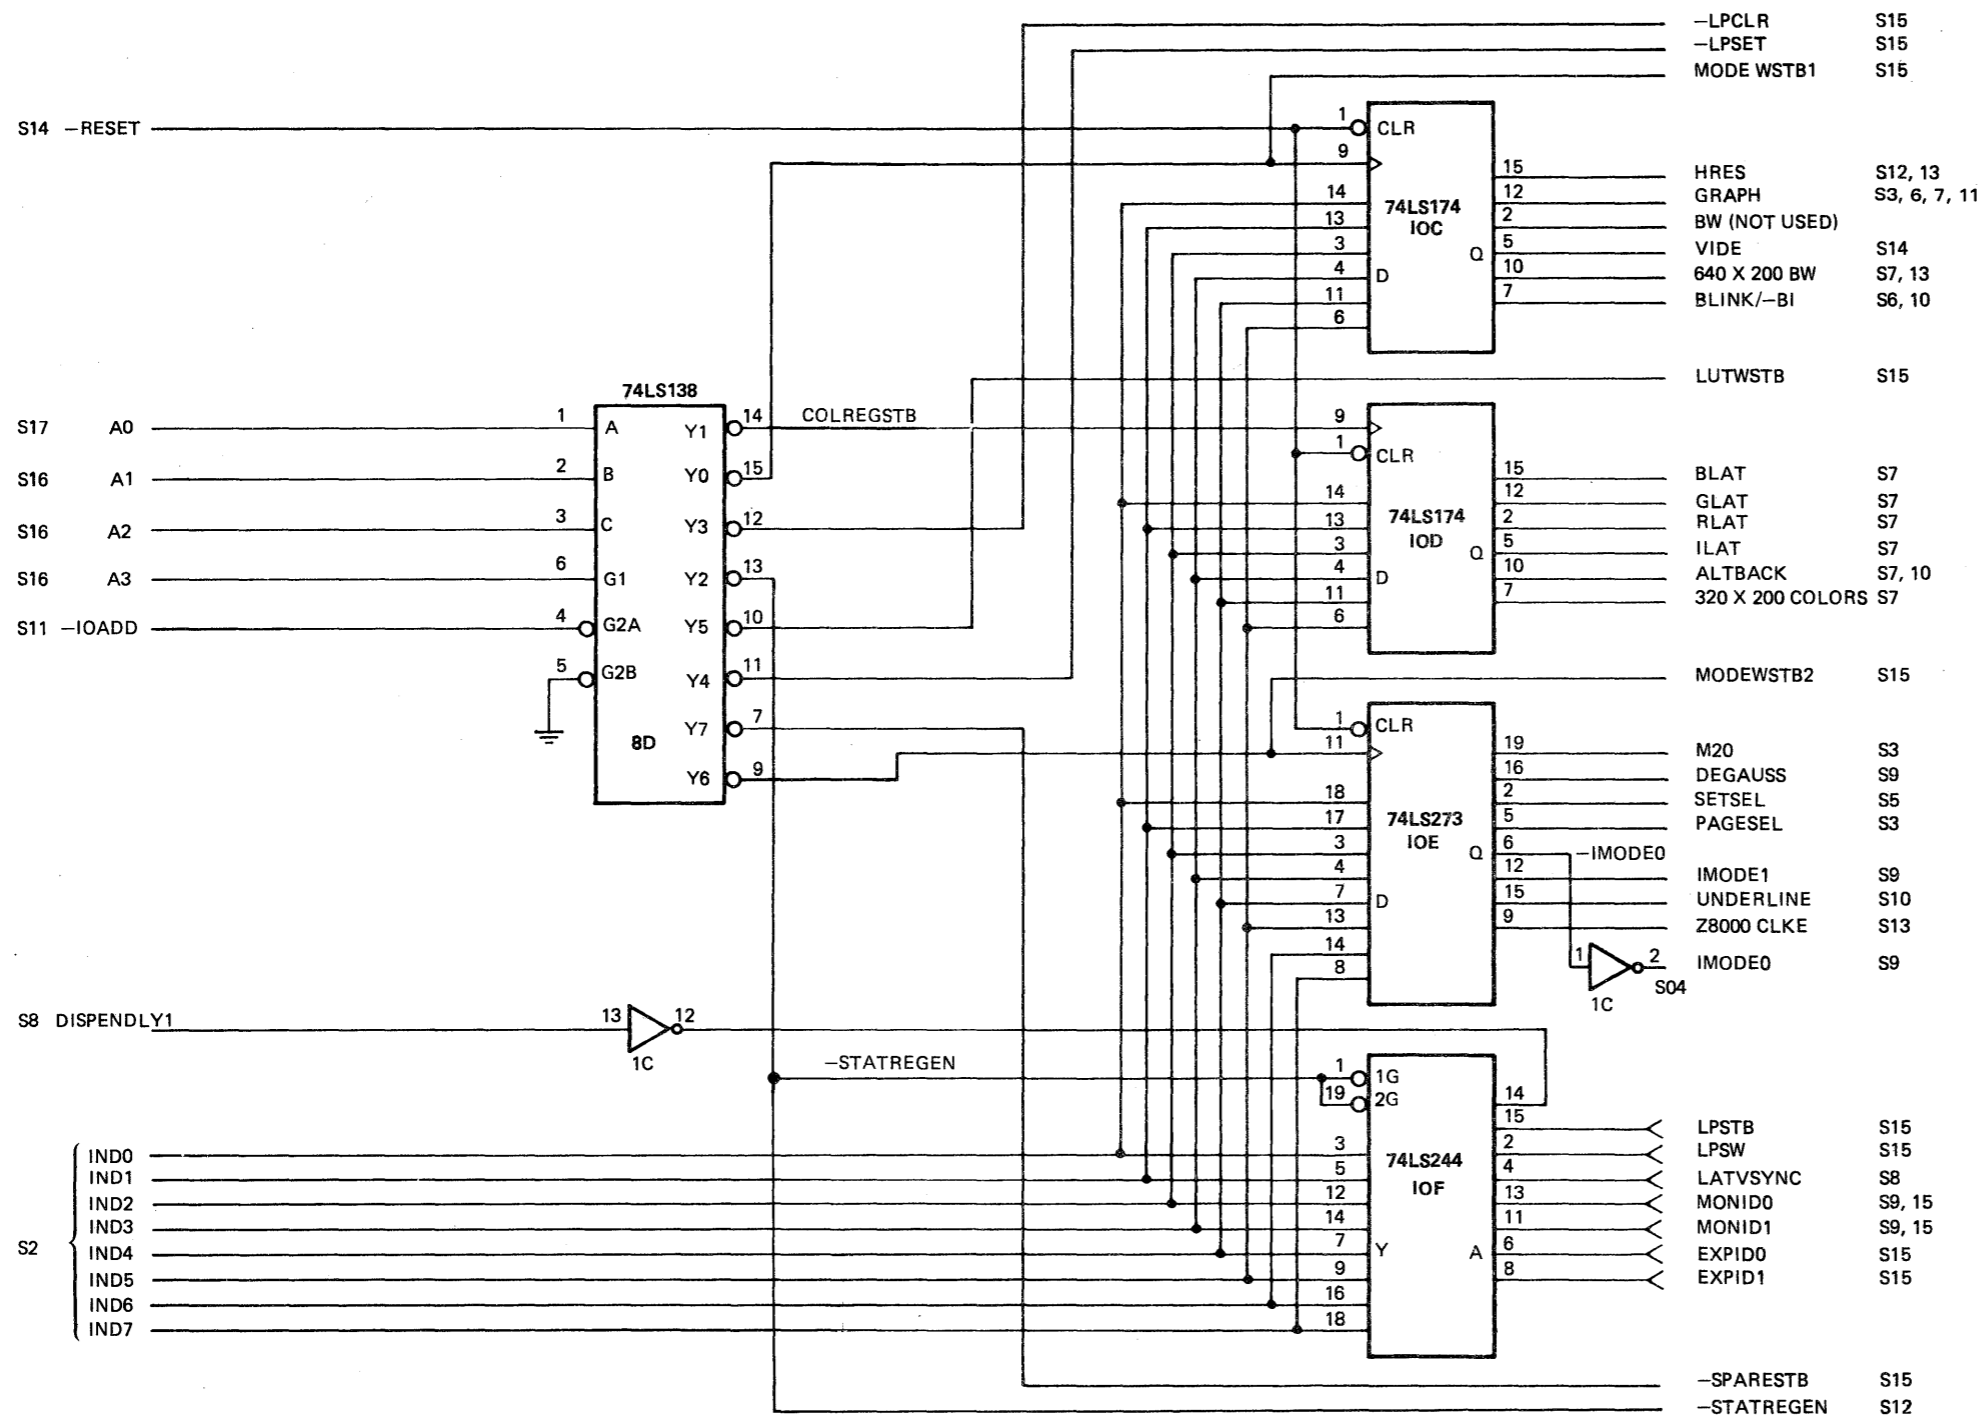 −LPCLR S15
−LPSET S15
MODE WSTB1 S15
S14 −RESET
1 CLR
9
14
13
3
4 D
11
6
74LS174
IOC
Q
15 HRES S12, 13
12 GRAPH S3, 6, 7, 11
2 BW (NOT USED)
5 VIDE S14
10 640 X 200 BW S7, 13
7 BLINK/−BI S6, 10
LUTWSTB S15
74LS138
S17 A0 1 A
S16 A1 2 B
S16 A2 3 C
S16 A3 6 G1
S11 −IOADD 4 G2A
5 G2B
8D
Y1 14 COLREGSTB
Y0 15
Y3 12
Y2 13
Y5 10
Y4 11
Y7 7
Y6 9
9
1 CLR
14
13
3
4 D
11
6
74LS174
IOD
Q
15 BLAT S7
12 GLAT S7
2 RLAT S7
5 ILAT S7
10 ALTBACK S7, 10
7 320 X 200 COLORS S7
MODEWSTB2 S15
1 CLR
11
18
17
3
4
7 D
13
14
8
74LS273
IOE
Q
19 M20 S3
16 DEGAUSS S9
2 SETSEL S5
5 PAGESEL S3
6 −IMODE0
12 IMODE1 S9
15 UNDERLINE S10
9 Z8000 CLKE S13
1 2 IMODE0 S9
S04
1C
S8 DISPENDLY1 13 12
1C
−STATREGEN
1 1G
19 2G
74LS244
IOF
14
15 LPSTB S15
2 LPSW S15
4 LATVSYNC S8
13 MONID0 S9, 15
11 MONID1 S9, 15
A 6 EXPID0 S15
8 EXPID1 S15
S2
IND0 3
IND1 5
IND2 12
IND3 14
IND4 7 Y
IND5 9
IND6 16
IND7 18
−SPARESTB S15
−STATREGEN S12